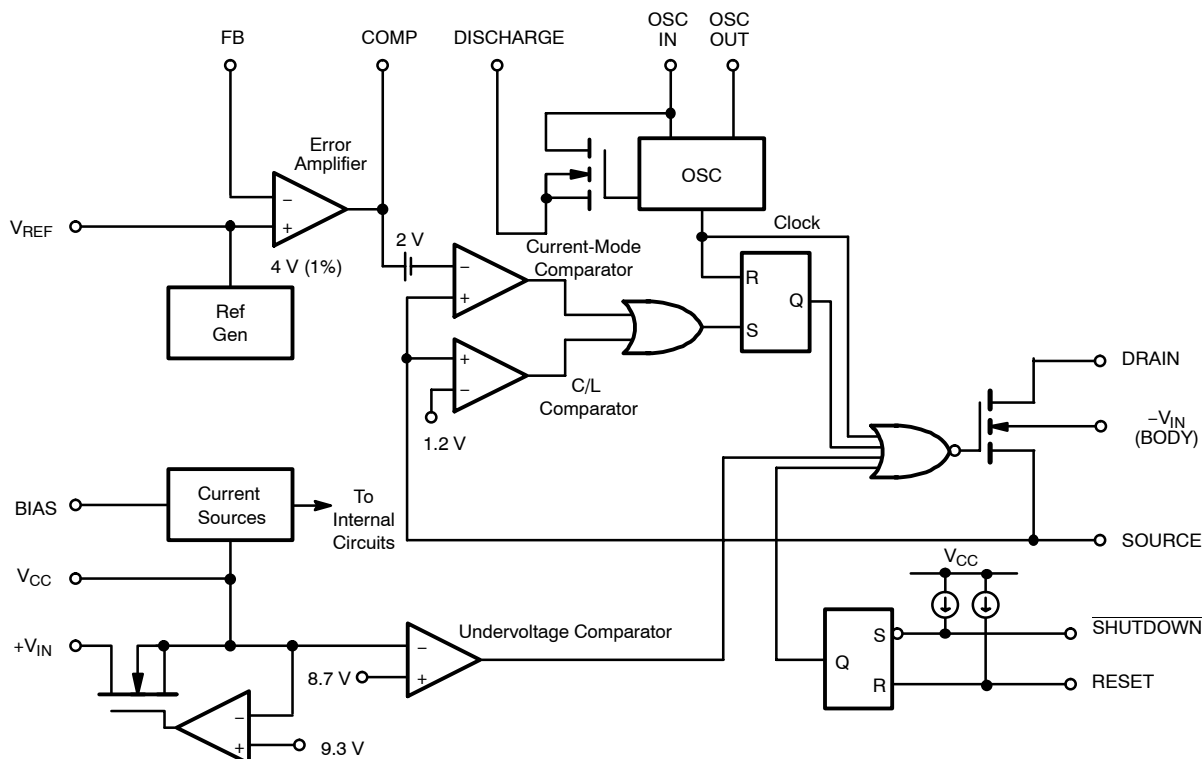 FB
COMP
DISCHARGE
OSC
IN
OSC
OUT
Error
Amplifier
OSC
−
+
VREF
4 V (1%)
2 V
Clock
Current-Mode
Comparator
−
+
R
Q
S
Ref
Gen
+
−
C/L
Comparator
1.2 V
DRAIN
−VIN
(BODY)
BIAS
Current
Sources
To
Internal
Circuits
SOURCE
VCC
VCC
+VIN
−
+
Undervoltage Comparator
8.7 V
S
Q
R
SHUTDOWN
RESET
−
+
9.3 V